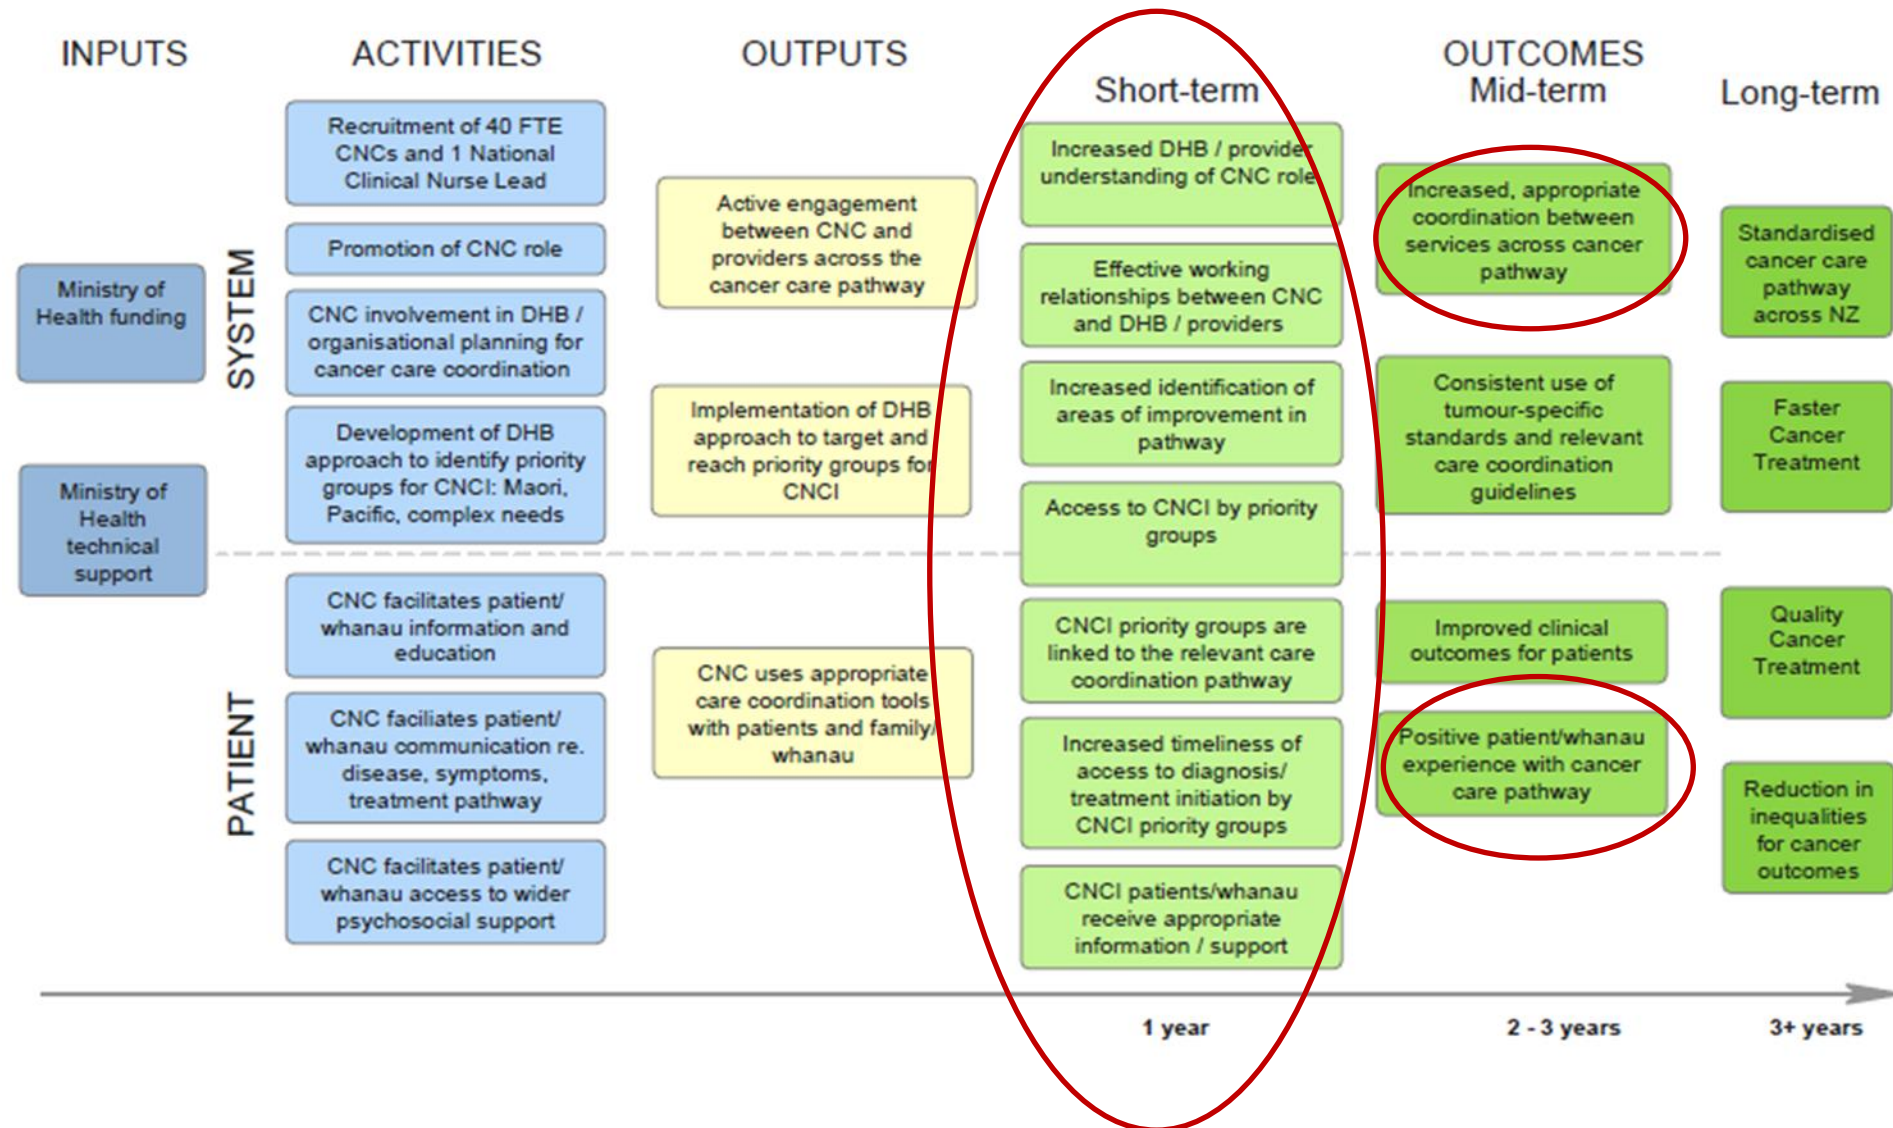 INPUTS
ACTIVITIES
OUTPUTS
OUTCOMES
Short-term
Mid-term
Long-term
SYSTEM
PATIENT
Ministry of
Health funding
Ministry of
Health
technical
support
Recruitment of 40 FTE
CNCs and 1 National
Clinical Nurse Lead
Promotion of CNC role
CNC involvement in DHB /
organisational planning for
cancer care coordination
Development of DHB
approach to identify priority
groups for CNCI: Maori,
Pacific, complex needs
CNC facilitates patient/
whanau information and
education
CNC faciliates patient/
whanau communication re.
disease, symptoms,
treatment pathway
CNC facilitates patient/
whanau access to wider
psychosocial support
Active engagement
between CNC and
providers across the
cancer care pathway
Implementation of DHB
approach to target and
reach priority groups for
CNCI
CNC uses appropriate
care coordination tools
with patients and family/
whanau
Increased DHB / provider
understanding of CNC role
Effective working
relationships between CNC
and DHB / providers
Increased identification of
areas of improvement in
pathway
Access to CNCI by priority
groups
CNCI priority groups are
linked to the relevant care
coordination pathway
Increased timeliness of
access to diagnosis/
treatment initiation by
CNCI priority groups
CNCI patients/whanau
receive appropriate
information / support
Increased, appropriate
coordination between
services across cancer
pathway
Consistent use of
tumour-specific
standards and relevant
care coordination
guidelines
Improved clinical
outcomes for patients
Positive patient/whanau
experience with cancer
care pathway
Standardised
cancer care
pathway
across NZ
Faster
Cancer
Treatment
Quality
Cancer
Treatment
Reduction in
inequalities
for cancer
outcomes
1 year
2 - 3 years
3+ years